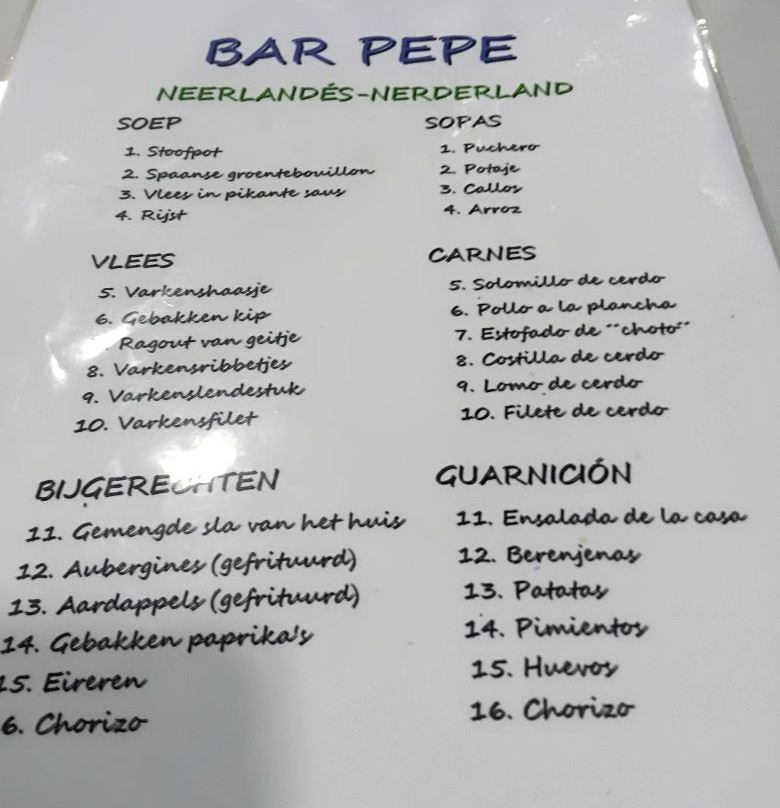 BAR PEPE
NEERLANDÉS-NERDERLAND
SOEP
1. Stoofpot
2. Spaanse groentebouillon
3. Vlees in pikante saus
4. Rijst
VLEES
5. Varkenshaasje
6. Gebakken kip
Ragout van geitje
8. Varkensribbetjes
9. Varkenslendestuk
10. Varkensfilet
BIJGERECHTEN
11. Gemengde sla van het huis
12. Aubergines (gefrituurd)
13. Aardappels (gefrituurd)
14. Gebakken paprika's
15. Eireren
6. Chorizo
SOPAS
1. Puchero
2. Potaje
3. Callos
4. Arroz
CARNES
5. Solomillo de cerdo
6. Pollo a la plancha
7. Estofado de "choto"
8. Costilla de cerdo
9. Lomo de cerdo
10. Filete de cerdo
GUARNICIÓN
11. Ensalada de la casa
12. Berenjenas
13. Patatas
14. Pimientos
15. Huevos
16. Chorizo